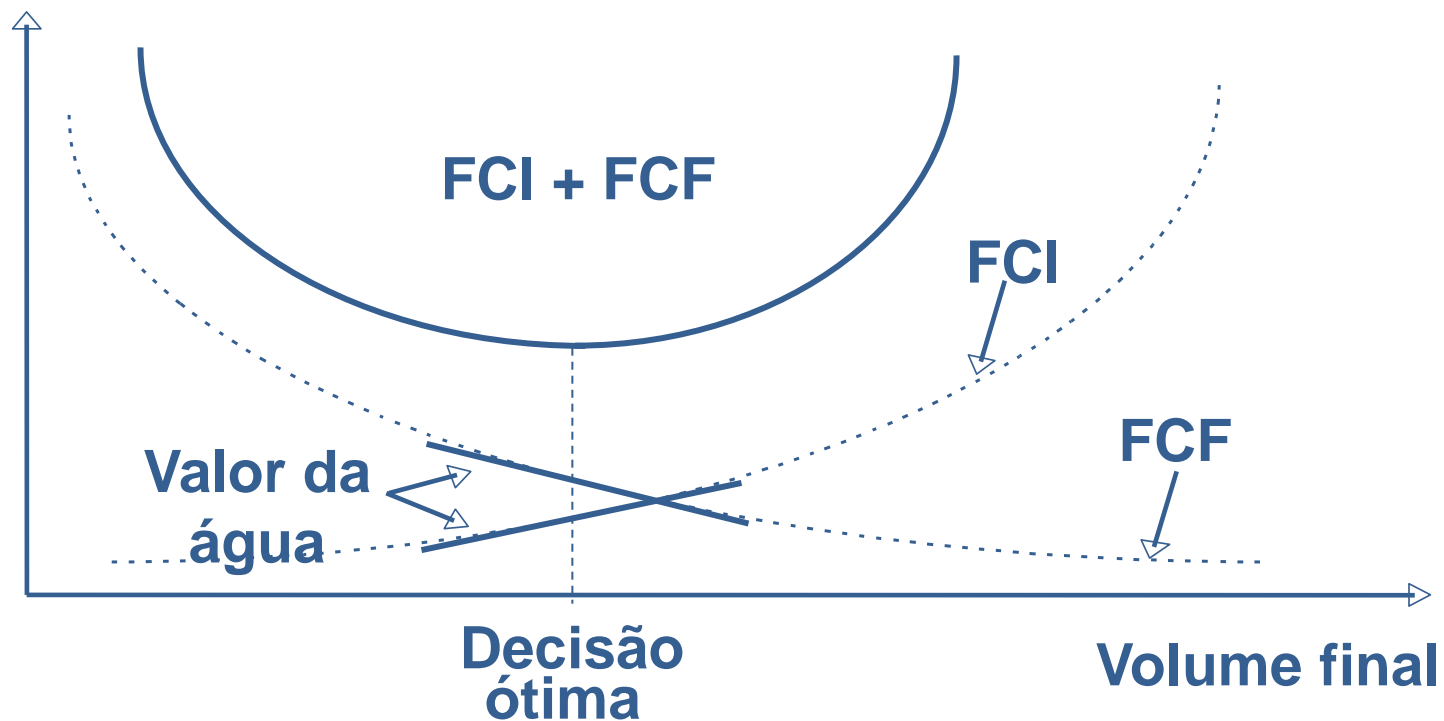 FCI + FCF
FCI
FCF
Valor da
água
Decisão
ótima
Volume final